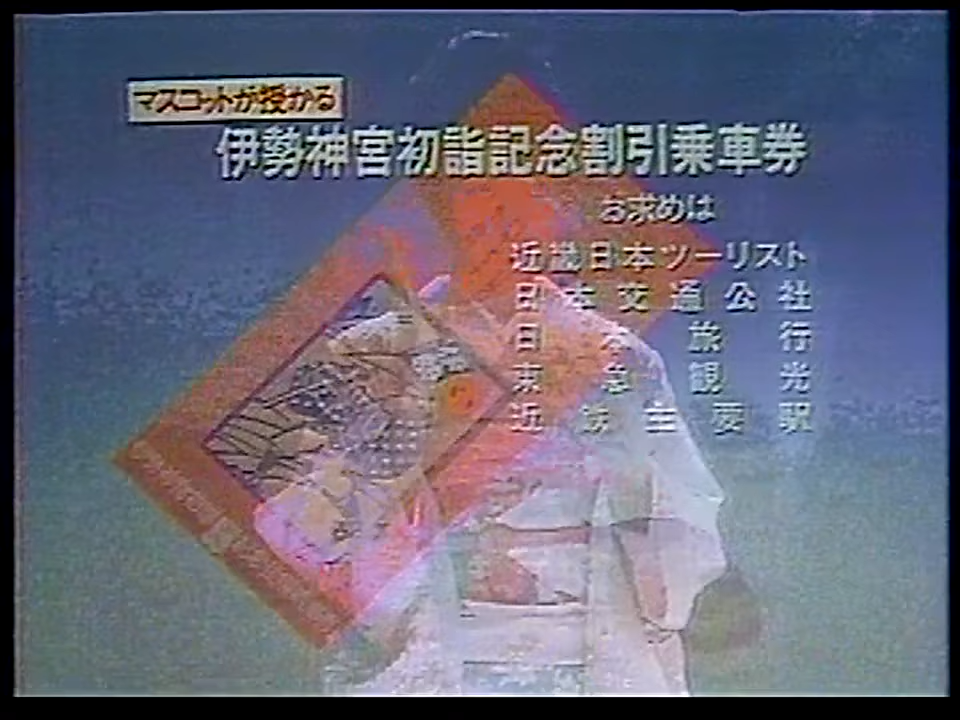 マスコットが授かる
伊勢神宮初詣記念割引乗車券
お求めは
近畿日本ツーリスト
日本交通公社
日本旅行
東急観光
近鉄主要駅